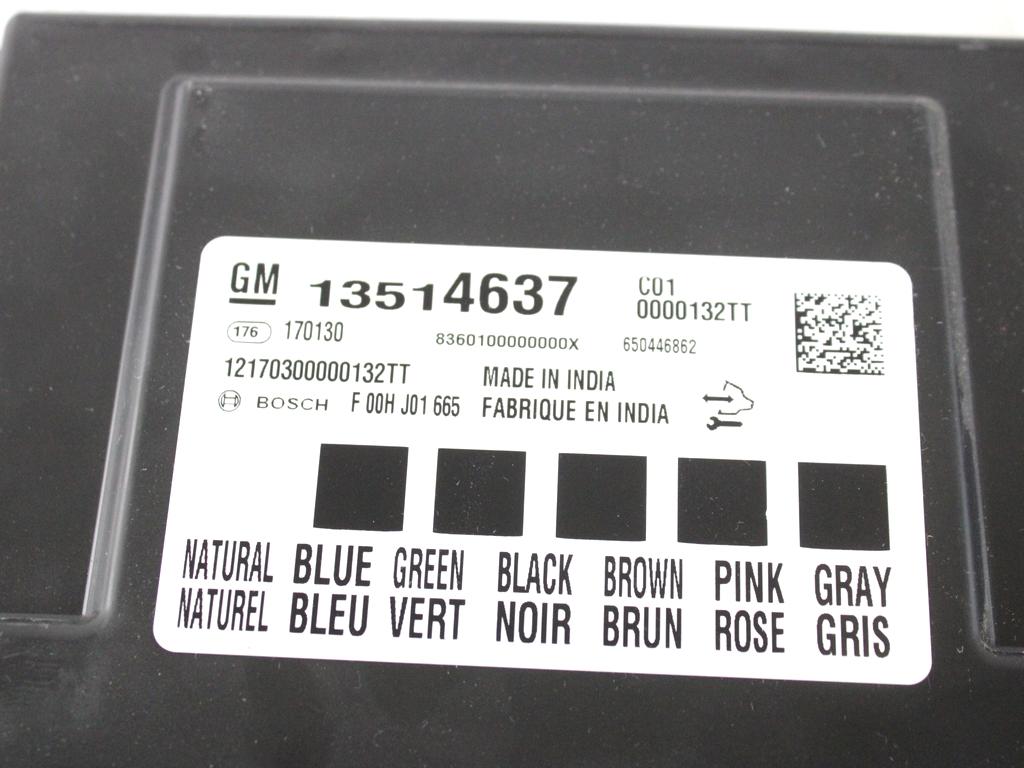 GM 13514637 C01
0000132TT
176 170130 8360100000000X 650446862
12170300000132TT MADE IN INDIA
BOSCH F 00H J01 665 FABRIQUE EN INDIA
NATURAL BLUE GREEN BLACK BROWN PINK GRAY
NATUREL BLEU VERT NOIR BRUN ROSE GRIS